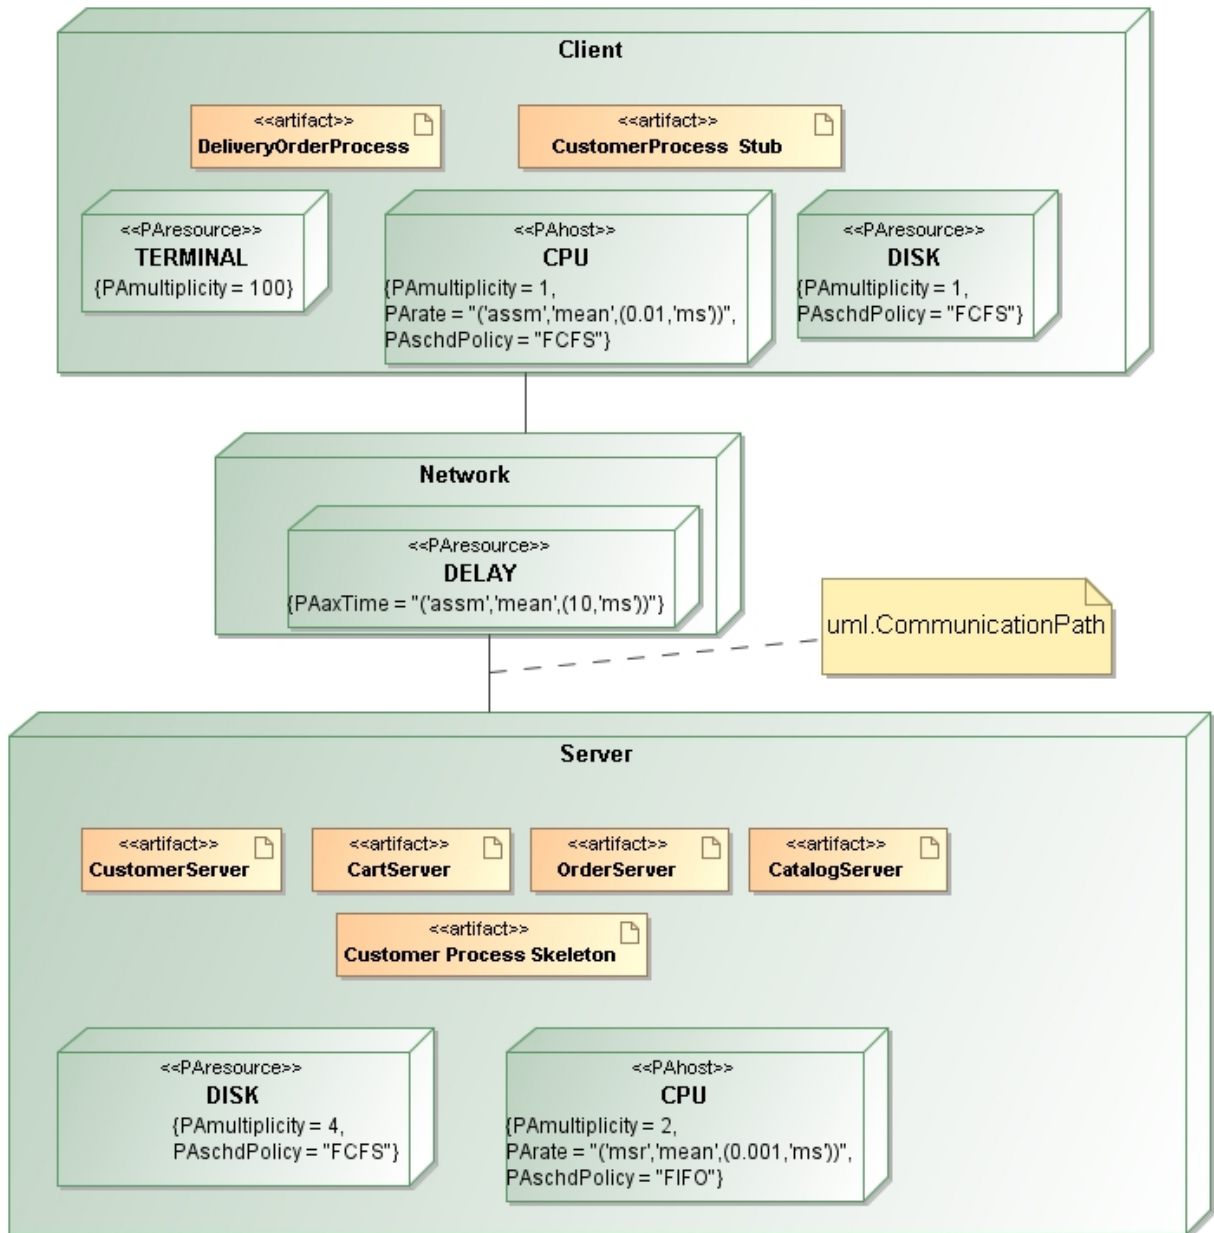 Client
<<artifact>>
DeliveryOrderProcess
<<artifact>>
CustomerProcess Stub
<<PAresource>>
TERMINAL
{PAmultiplicity = 100}
<<PAhost>>
CPU
{PAmultiplicity = 1,
PArate = "('assm','mean',(0.01,'ms'))",
PAschdPolicy = "FCFS"}
<<PAresource>>
DISK
{PAmultiplicity = 1,
PAschdPolicy = "FCFS"}
Network
<<PAresource>>
DELAY
{PAaxTime = "('assm','mean',(10,'ms'))"}
uml.CommunicationPath
Server
<<artifact>>
CustomerServer
<<artifact>>
CartServer
<<artifact>>
OrderServer
<<artifact>>
CatalogServer
<<artifact>>
Customer Process Skeleton
<<PAresource>>
DISK
{PAmultiplicity = 4,
PAschdPolicy = "FCFS"}
<<PAhost>>
CPU
{PAmultiplicity = 2,
PArate = "('msr','mean',(0.001,'ms'))",
PAschdPolicy = "FIFO"}